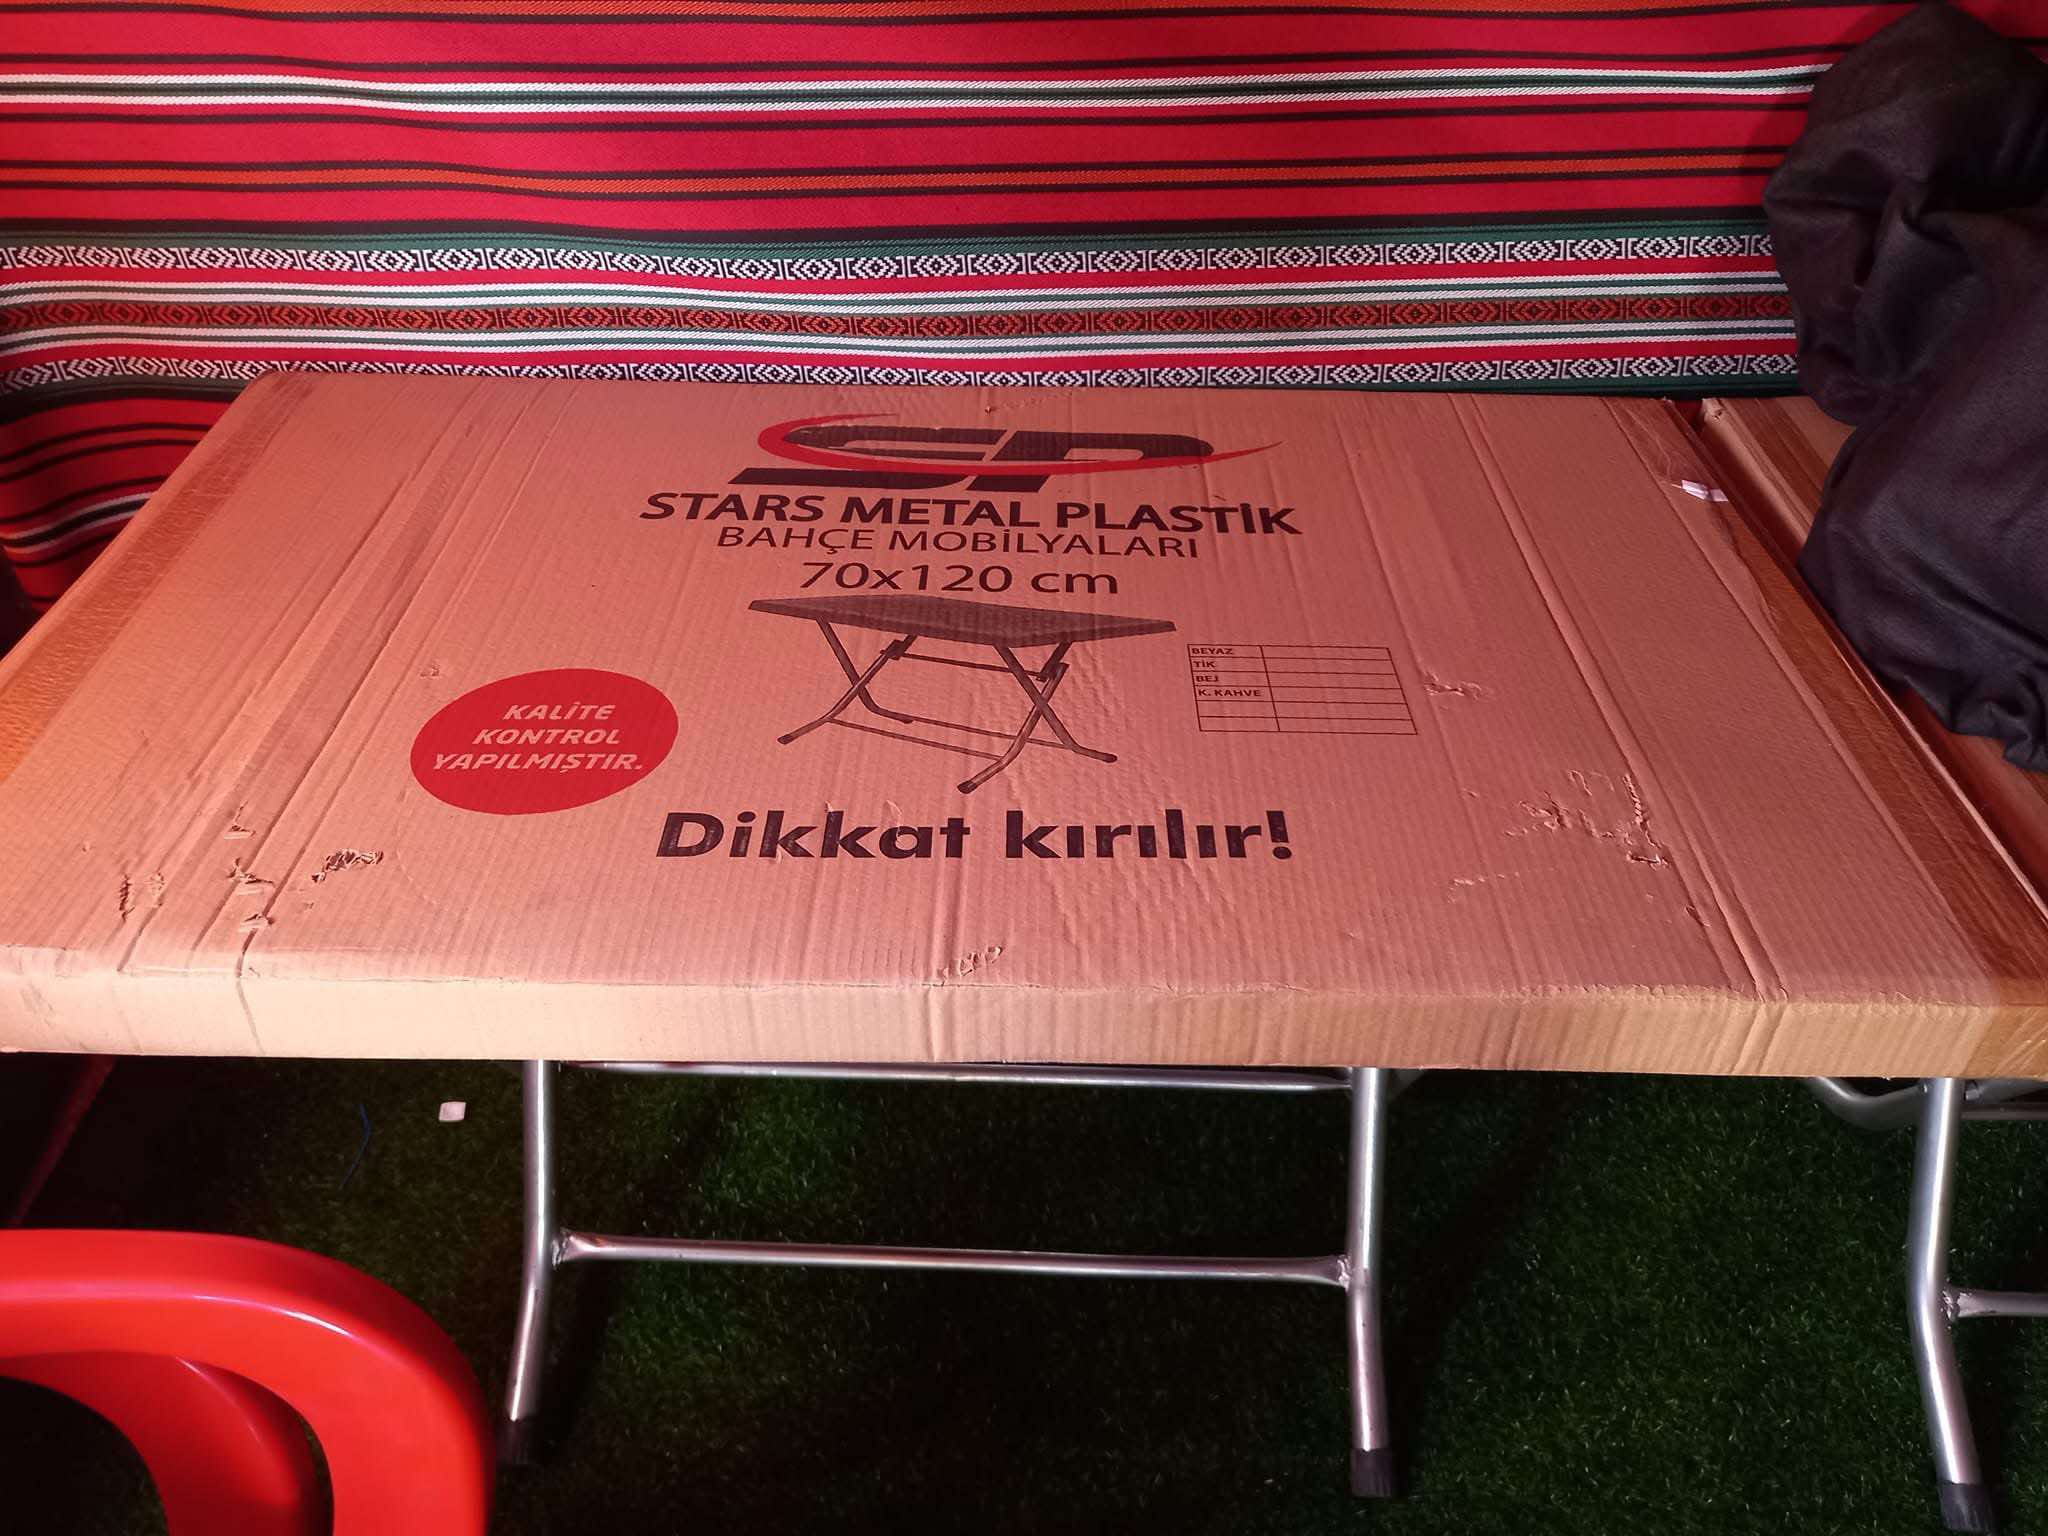 SP
STARS METAL PLASTİK
BAHÇE MOBİLYALARI
70x120 cm
BEYAZ
TİK
BEJ
K. KAHVE
KALİTE
KONTROL
YAPILMIŞTIR.
Dikkat kırılır!